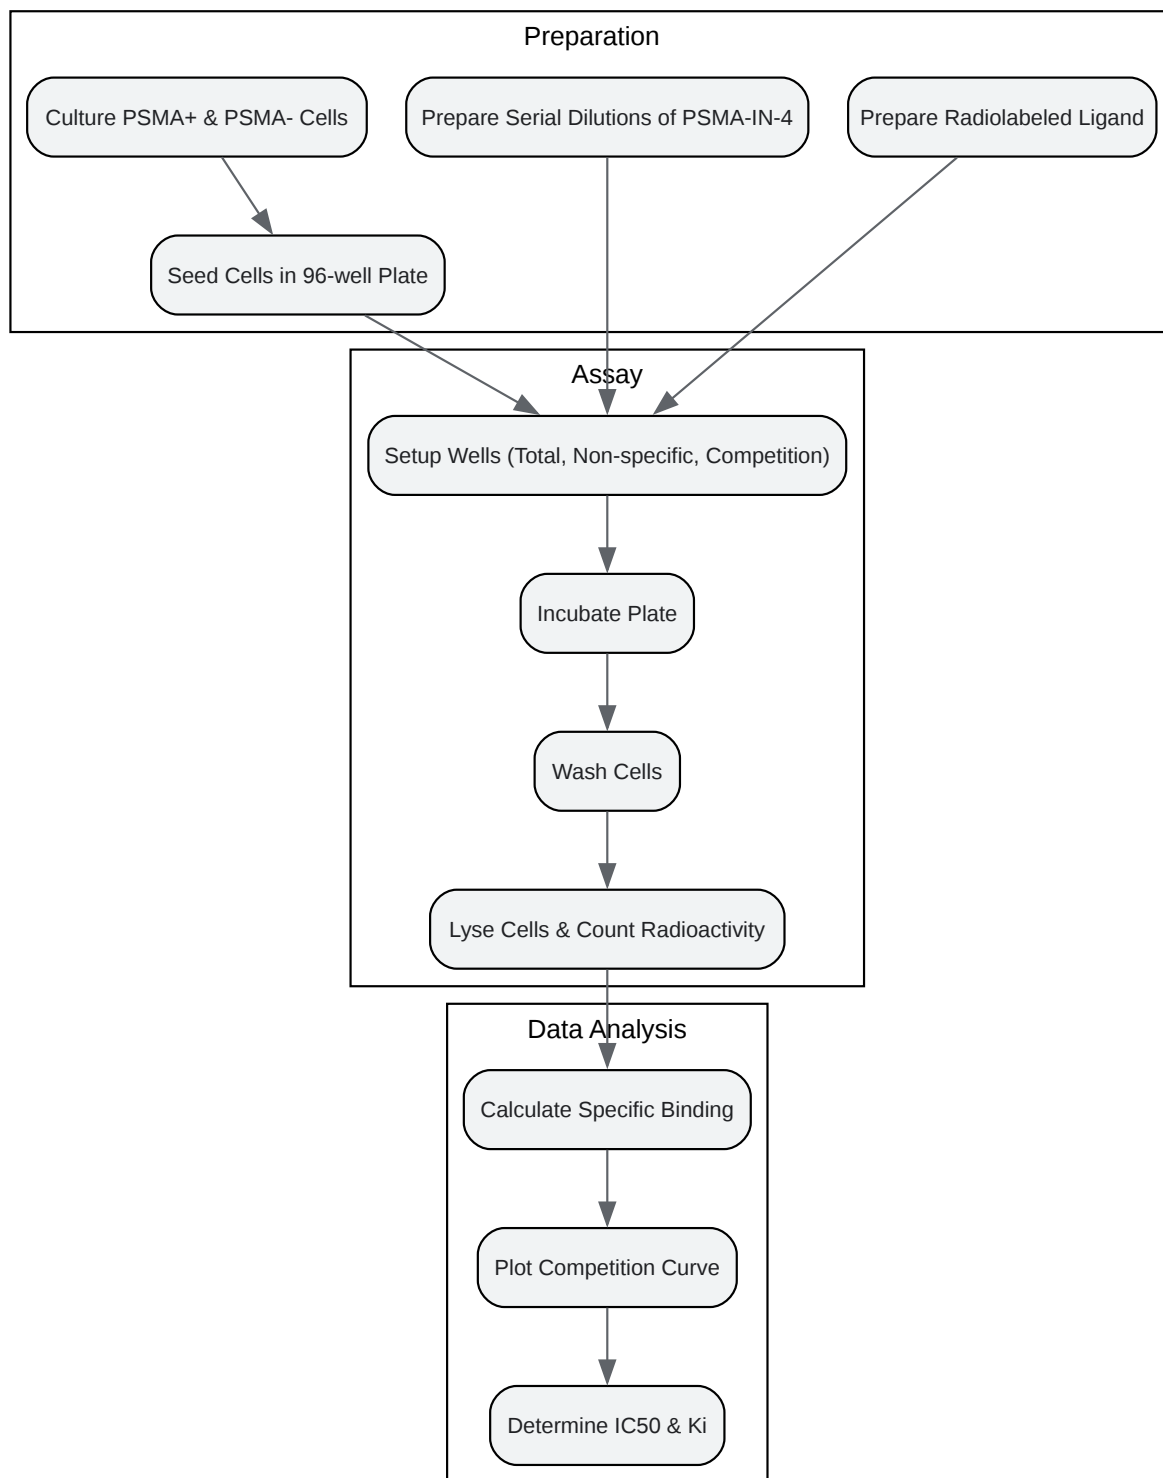 Preparation
Culture PSMA+ & PSMA- Cells
Prepare Serial Dilutions of PSMA-IN-4
Prepare Radiolabeled Ligand
Seed Cells in 96-well Plate
Assay
Setup Wells (Total, Non-specific, Competition)
Incubate Plate
Wash Cells
Lyse Cells & Count Radioactivity
Data Analysis
Calculate Specific Binding
Plot Competition Curve
Determine IC50 & Ki